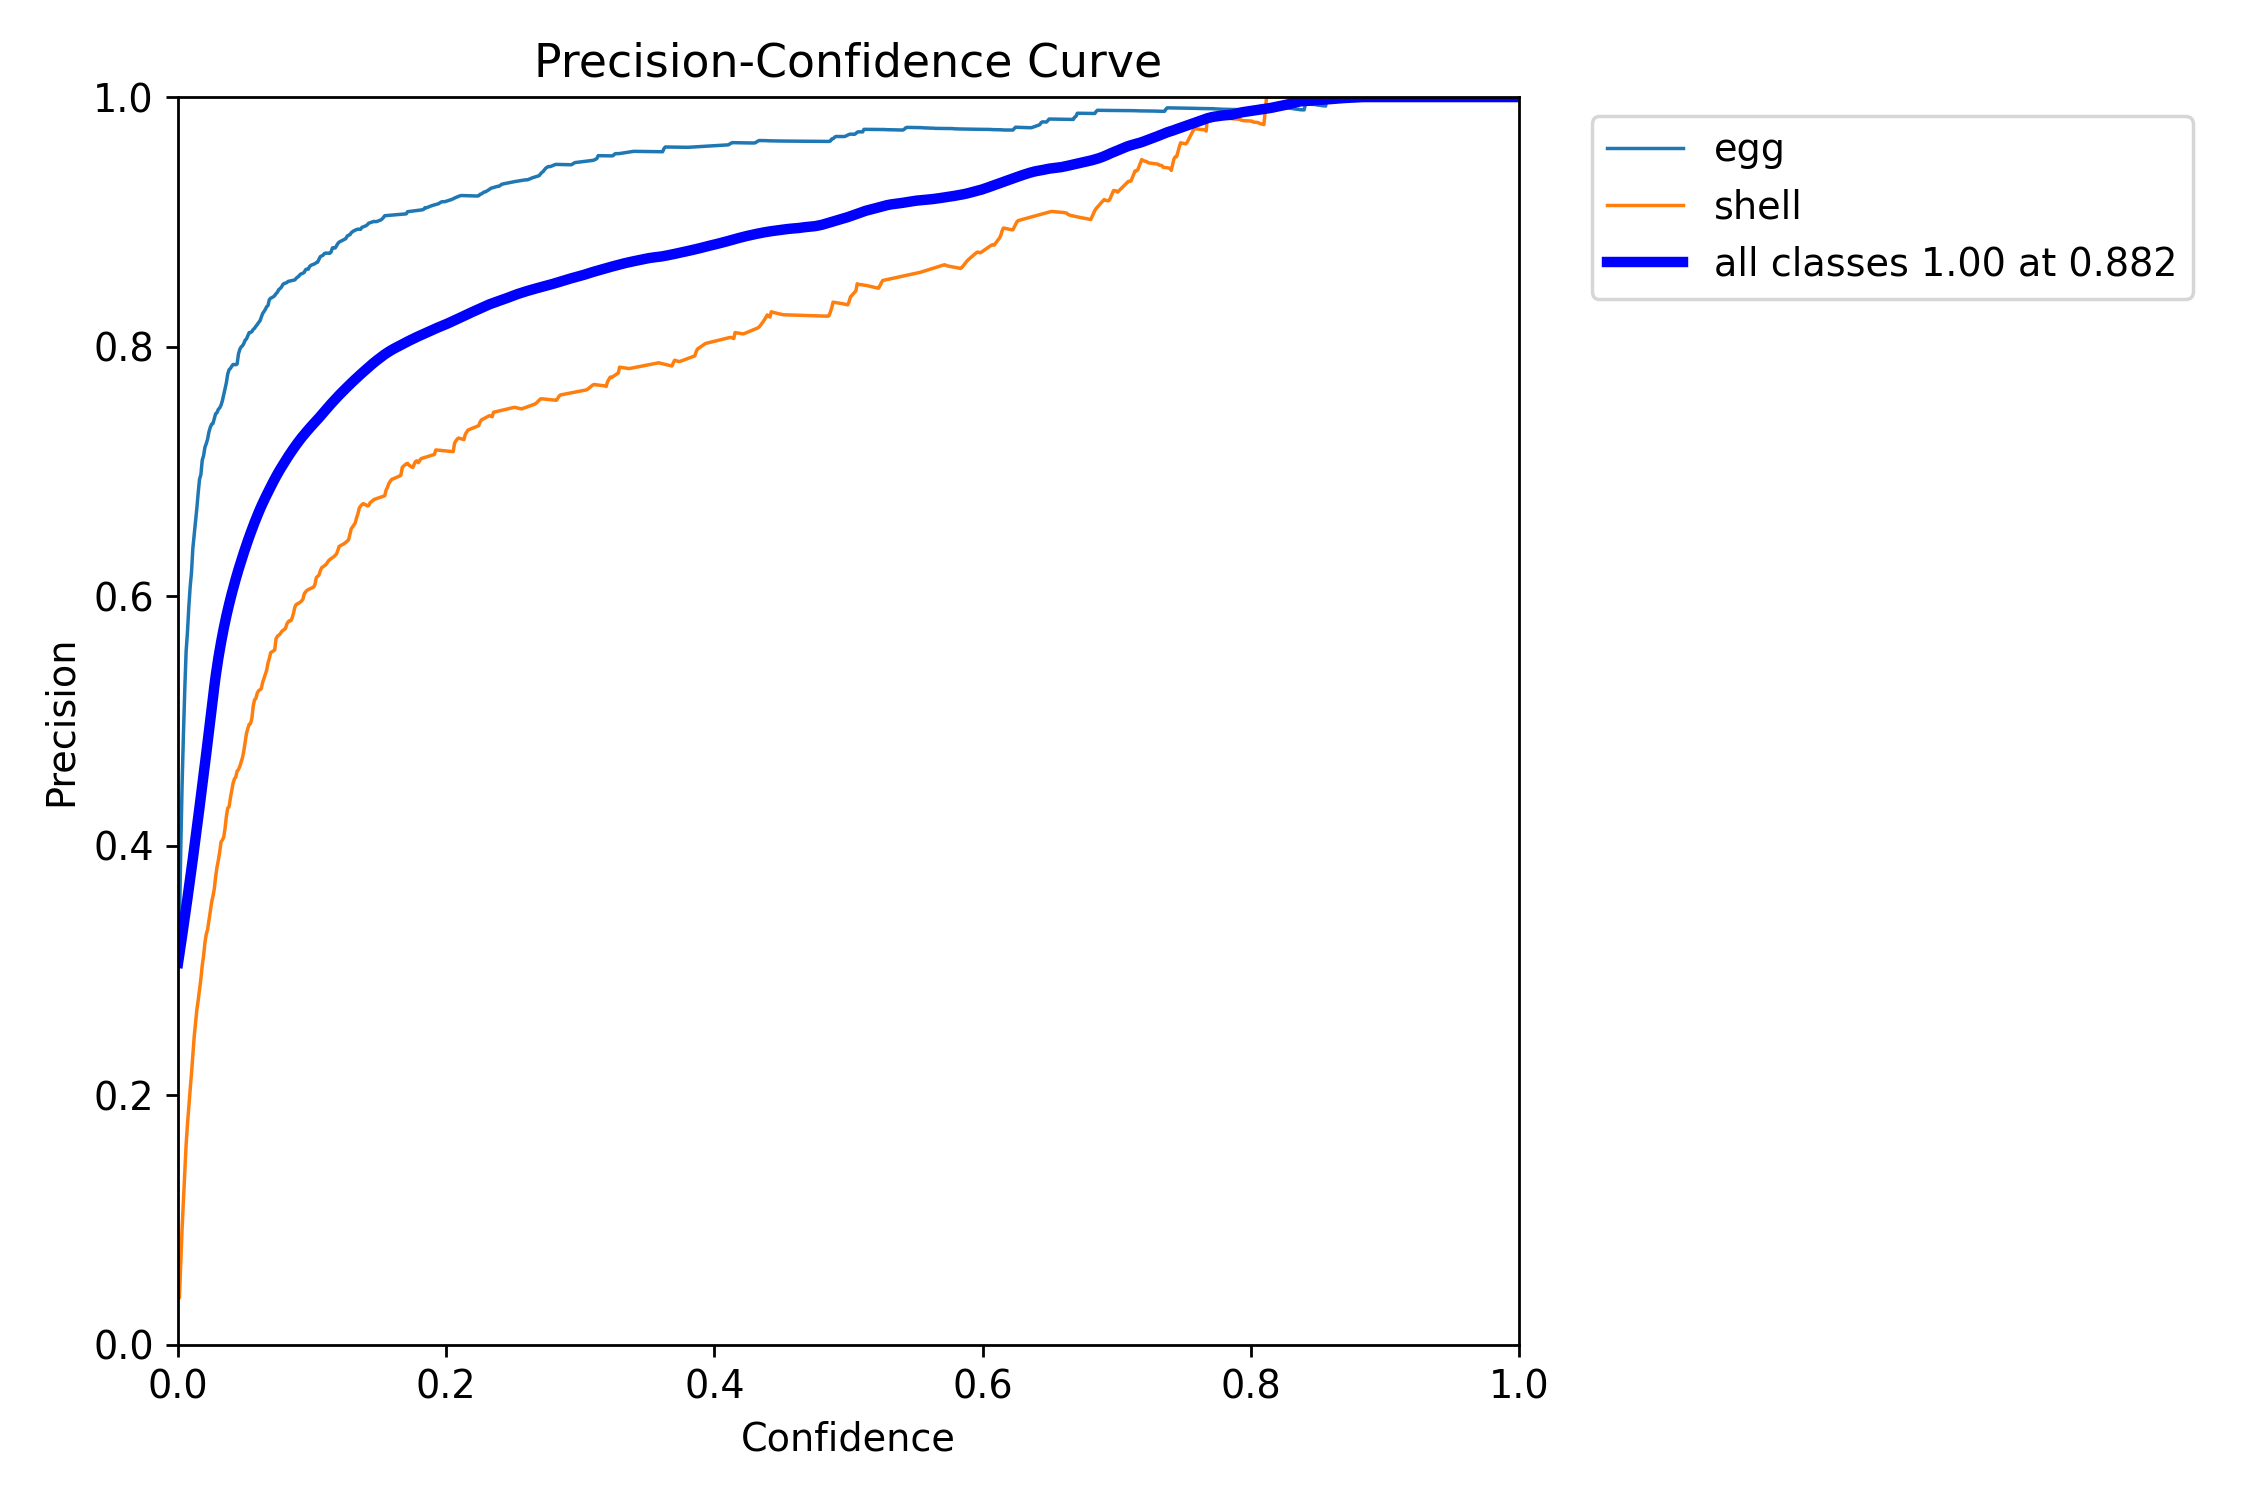 Precision-Confidence Curve
1.0
0.8
0.6
0.4
0.2
0.0
Precision
0.0 0.2 0.4 0.6 0.8 1.0
Confidence
egg
shell
all classes 1.00 at 0.882